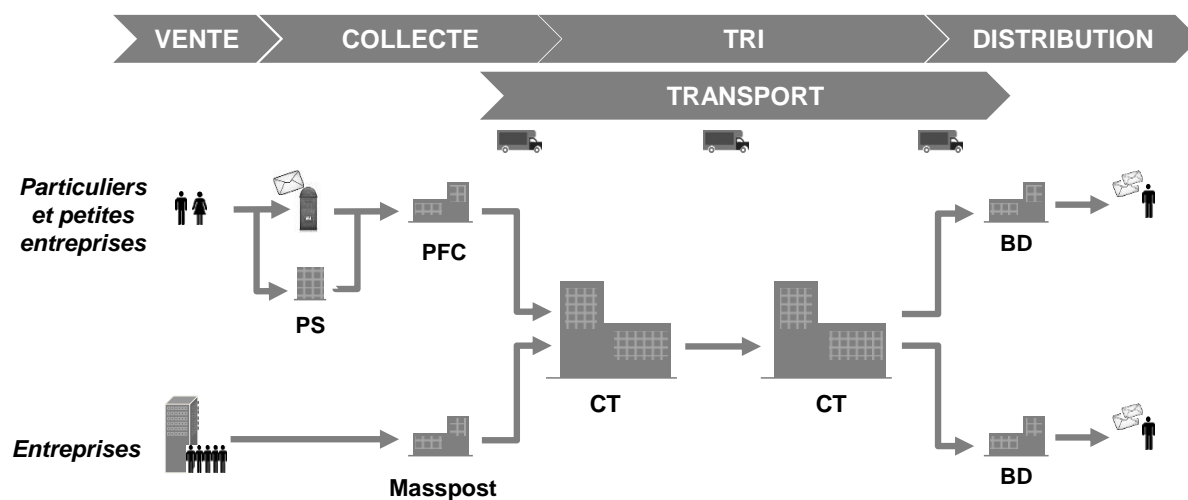 VENTE
COLLECTE
TRI
DISTRIBUTION
TRANSPORT
Particuliers
et petites
entreprises
PFC
BD
PS
CT
CT
Entreprises
Masspost
BD